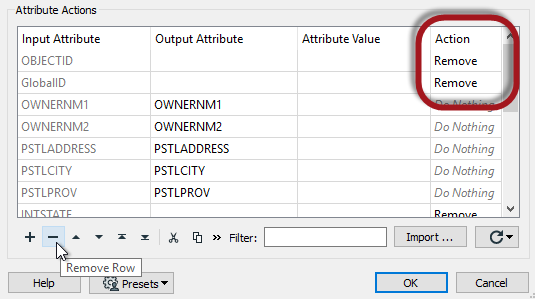 Attribute Actions
Input Attribute Output Attribute Attribute Value Action
OBJECTID Remove
GlobalID Remove
OWNERNM1 OWNERNM1 Do Nothing
OWNERNM2 OWNERNM2 Do Nothing
PSTLADDRESS PSTLADDRESS Do Nothing
PSTLCITY PSTLCITY Do Nothing
PSTLPROV PSTLPROV Do Nothing
INTSTATE Remove
Filter: Import ...
Remove Row
Help Presets OK Cancel